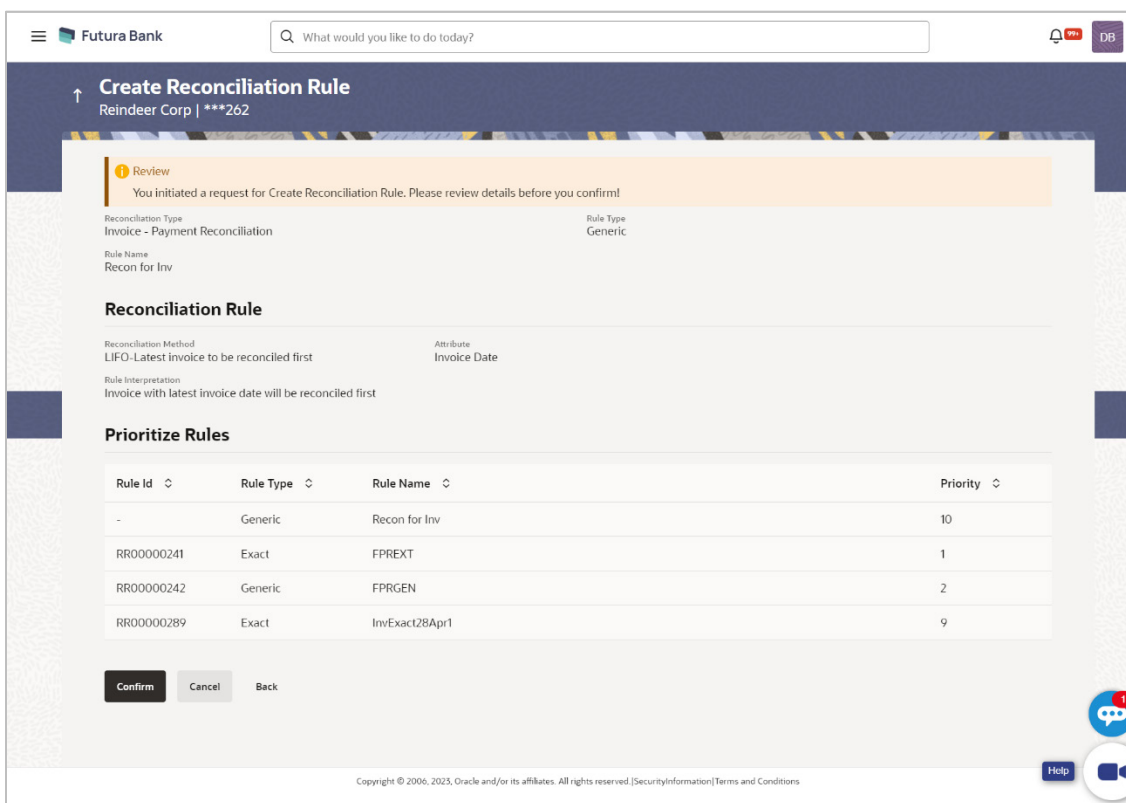 Futura Bank
What would you like to do today?
99+
DB
Create Reconciliation Rule
Reindeer Corp | ***262
Review
You initiated a request for Create Reconciliation Rule. Please review details before you confirm!
Reconciliation Type
Invoice - Payment Reconciliation
Rule Type
Generic
Rule Name
Recon for Inv
Reconciliation Rule
Reconciliation Method
LIFO-Latest invoice to be reconciled first
Attribute
Invoice Date
Rule Interpretation
Invoice with latest invoice date will be reconciled first
Prioritize Rules
Rule Id Rule Type Rule Name Priority
- Generic Recon for Inv 10
RR00000241 Exact FPREXT 1
RR00000242 Generic FPRGEN 2
RR00000289 Exact InvExact28Apr1 9
Confirm Cancel Back
1
Help
Copyright © 2006, 2023, Oracle and/or its affiliates. All rights reserved.|SecurityInformation|Terms and Conditions